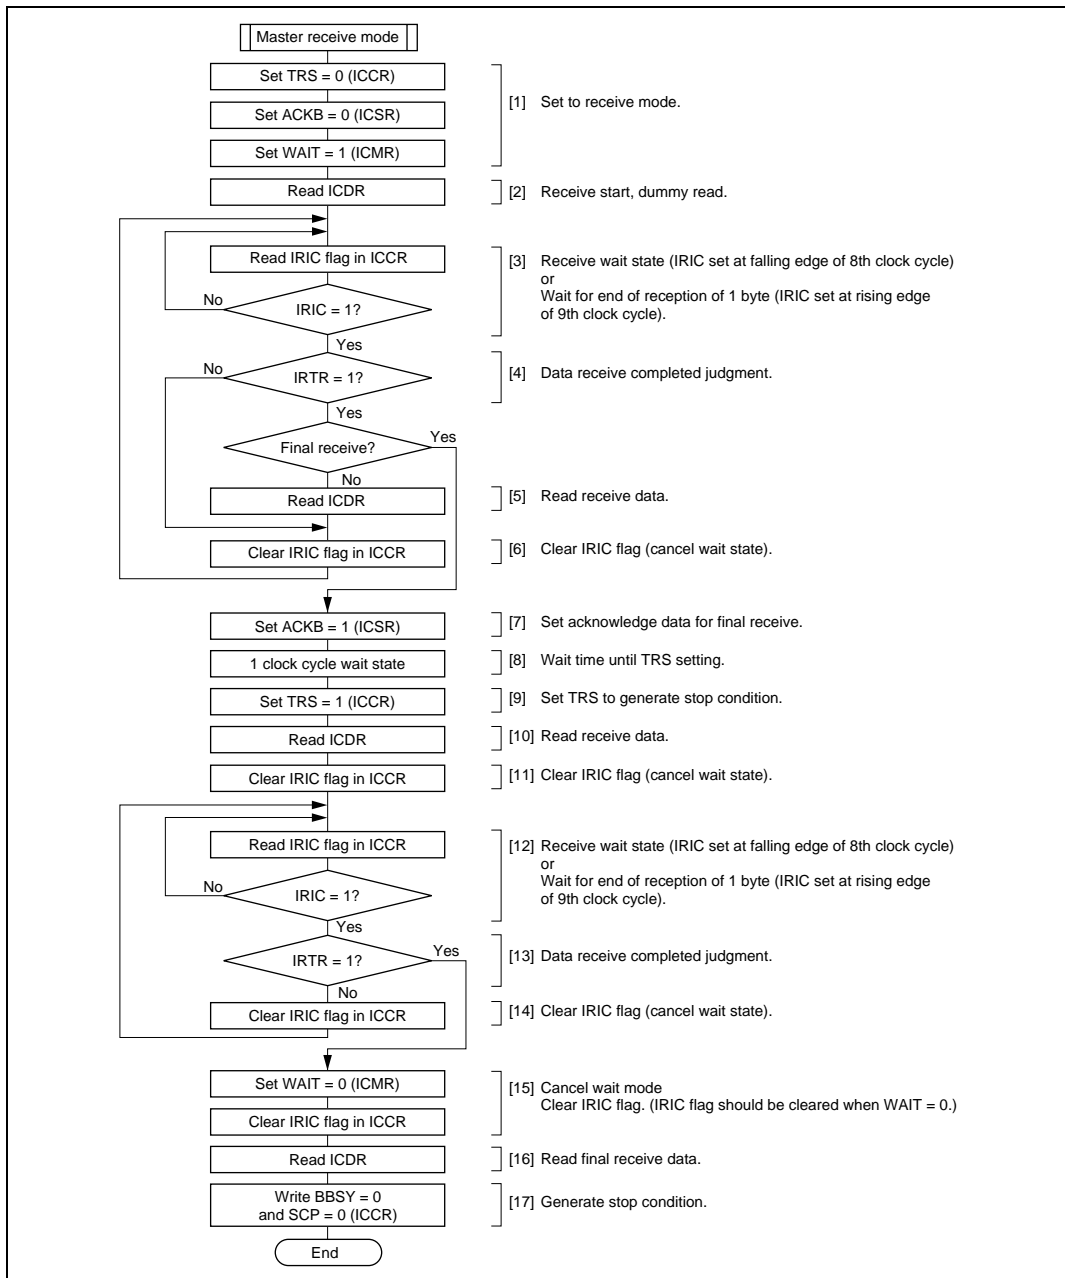 Master receive mode
Set TRS = 0 (ICCR)
[1] Set to receive mode.
Set ACKB = 0 (ICSR)
Set WAIT = 1 (ICMR)
Read ICDR
[2] Receive start, dummy read.
Read IRIC flag in ICCR
[3] Receive wait state (IRIC set at falling edge of 8th clock cycle)
or
Wait for end of reception of 1 byte (IRIC set at rising edge
of 9th clock cycle).
No
IRIC = 1?
Yes
No
IRTR = 1?
[4] Data receive completed judgment.
Yes
Final receive?
Yes
No
Read ICDR
[5] Read receive data.
Clear IRIC flag in ICCR
[6] Clear IRIC flag (cancel wait state).
Set ACKB = 1 (ICSR)
[7] Set acknowledge data for final receive.
1 clock cycle wait state
[8] Wait time until TRS setting.
Set TRS = 1 (ICCR)
[9] Set TRS to generate stop condition.
Read ICDR
[10] Read receive data.
Clear IRIC flag in ICCR
[11] Clear IRIC flag (cancel wait state).
Read IRIC flag in ICCR
[12] Receive wait state (IRIC set at falling edge of 8th clock cycle)
or
Wait for end of reception of 1 byte (IRIC set at rising edge
of 9th clock cycle).
No
IRIC = 1?
Yes
IRTR = 1?
Yes
[13] Data receive completed judgment.
No
Clear IRIC flag in ICCR
[14] Clear IRIC flag (cancel wait state).
Set WAIT = 0 (ICMR)
[15] Cancel wait mode
Clear IRIC flag. (IRIC flag should be cleared when WAIT = 0.)
Clear IRIC flag in ICCR
Read ICDR
[16] Read final receive data.
Write BBSY = 0
and SCP = 0 (ICCR)
[17] Generate stop condition.
End